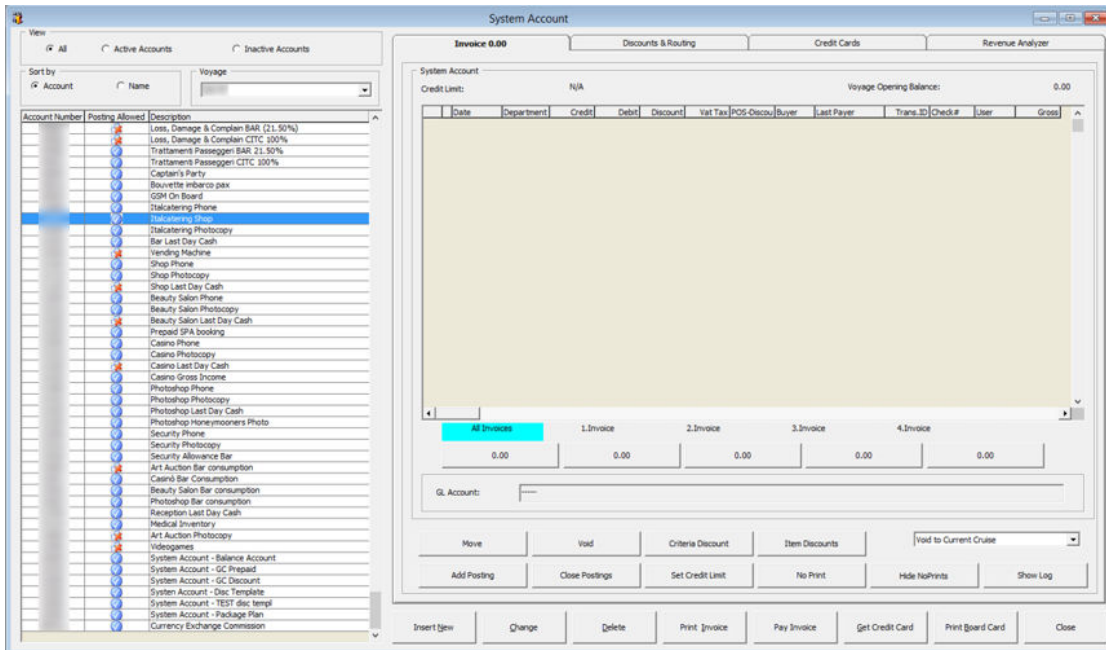 System Account
View
All
Active Accounts
Inactive Accounts
Sort by
Account
Name
Voyage
Account Number Posting Allowed Description
Loss, Damage & Complain BAR (21.50%)
Loss, Damage & Complain CITC 100%
Trattamenti Passeggeri BAR 21.50%
Trattamenti Passeggeri CITC 100%
Captain's Party
Bouvette imbarco pax
GSM On Board
Italcatering Phone
Italcatering Shop
Italcatering Photocopy
Bar Last Day Cash
Vending Machine
Shop Phone
Shop Photocopy
Shop Last Day Cash
Beauty Salon Phone
Beauty Salon Photocopy
Beauty Salon Last Day Cash
Prepaid SPA booking
Casino Phone
Casino Photocopy
Casino Last Day Cash
Casino Gross Income
Photoshop Phone
Photoshop Photocopy
Photoshop Last Day Cash
Photoshop Honeymooners Photo
Security Phone
Security Photocopy
Security Allowance Bar
Art Auction Bar consumption
Casinò Bar Consumption
Beauty Salon Bar consumption
Photoshop Bar consumption
Reception Last Day Cash
Medical Inventory
Art Auction Photocopy
Videogames
System Account - Balance Account
System Account - GC Prepaid
System Account - GC Discount
Systen Account - Disc Template
System Account - TEST disc templ
System Account - Package Plan
Currency Exchange Commission
Invoice 0.00
Discounts & Routing
Credit Cards
Revenue Analyzer
System Account
Credit Limit: N/A Voyage Opening Balance: 0.00
Date Department Credit Debit Discount Vat Tax POS-Discou Buyer Last Payer Trans.ID Check# User Gross
All Invoices 1.Invoice 2.Invoice 3.Invoice 4.Invoice
0.00 0.00 0.00 0.00 0.00
GL Account: ----
Move Void Criteria Discount Item Discounts Void to Current Cruise
Add Posting Close Postings Set Credit Limit No Print Hide NoPrints Show Log
Insert New Change Delete Print Invoice Pay Invoice Get Credit Card Print Board Card Close